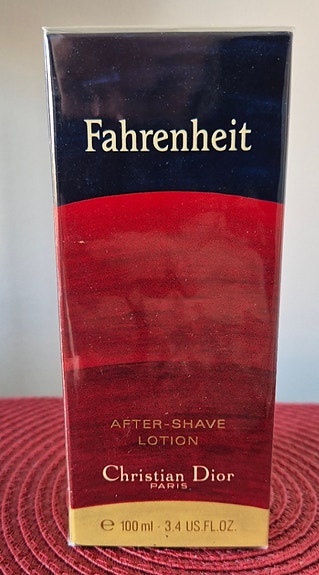 Fahrenheit
AFTER-SHAVE
LOTION
Christian Dior
PARIS
℮ 100 ml - 3.4 US.FL.OZ.